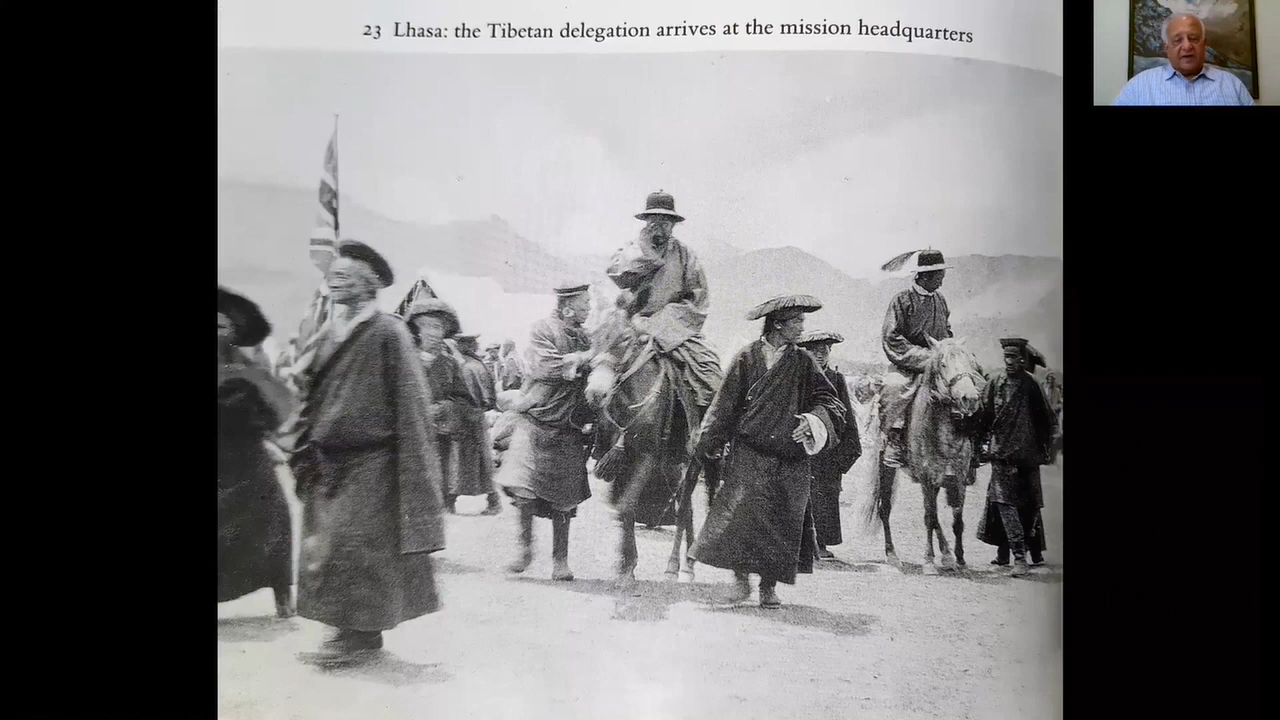 23 Lhasa: the Tibetan delegation arrives at the mission headquarters